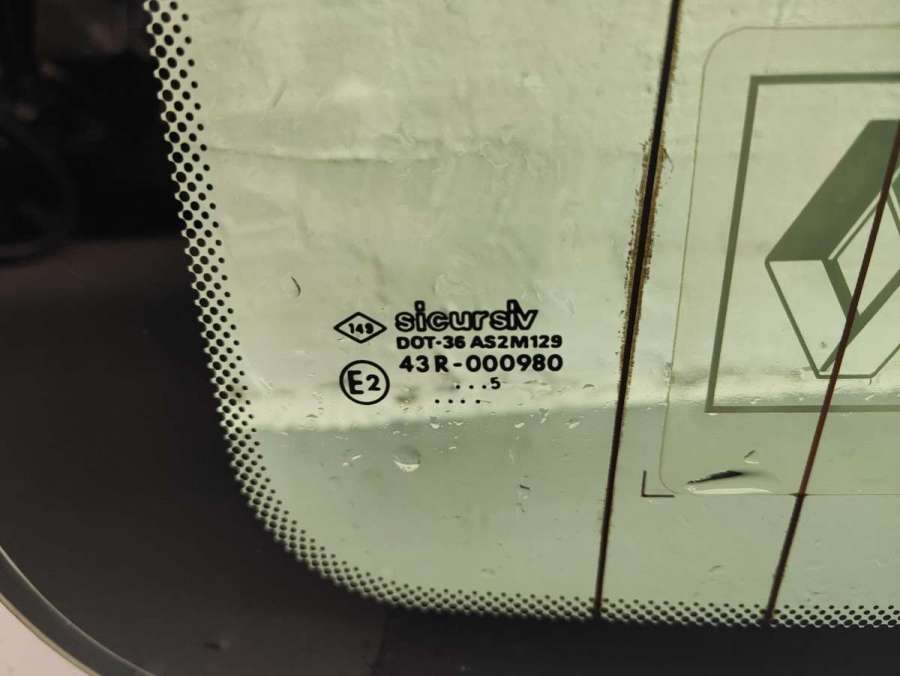 149 sicursiv
DOT-36 AS2M129
43R-000980
E2
...5
....